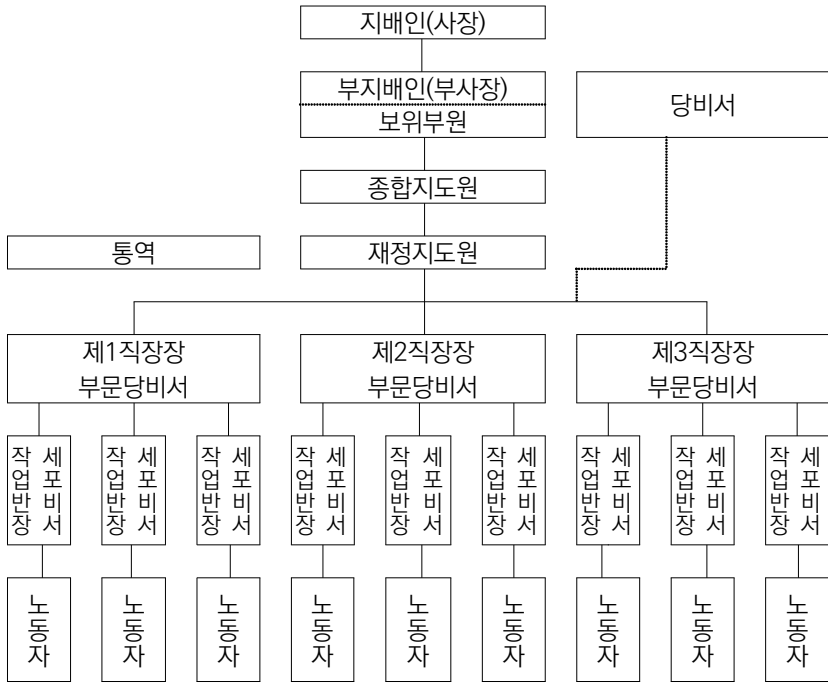 지배인(사장)
부지배인(부사장)
보위부원
당비서
종합지도원
통역
재정지도원
제1직장장
부문당비서
제2직장장
부문당비서
제3직장장
부문당비서
작업반장
세포비서
작업반장
세포비서
작업반장
세포비서
작업반장
세포비서
작업반장
세포비서
작업반장
세포비서
작업반장
세포비서
작업반장
세포비서
작업반장
세포비서
노동자
노동자
노동자
노동자
노동자
노동자
노동자
노동자
노동자